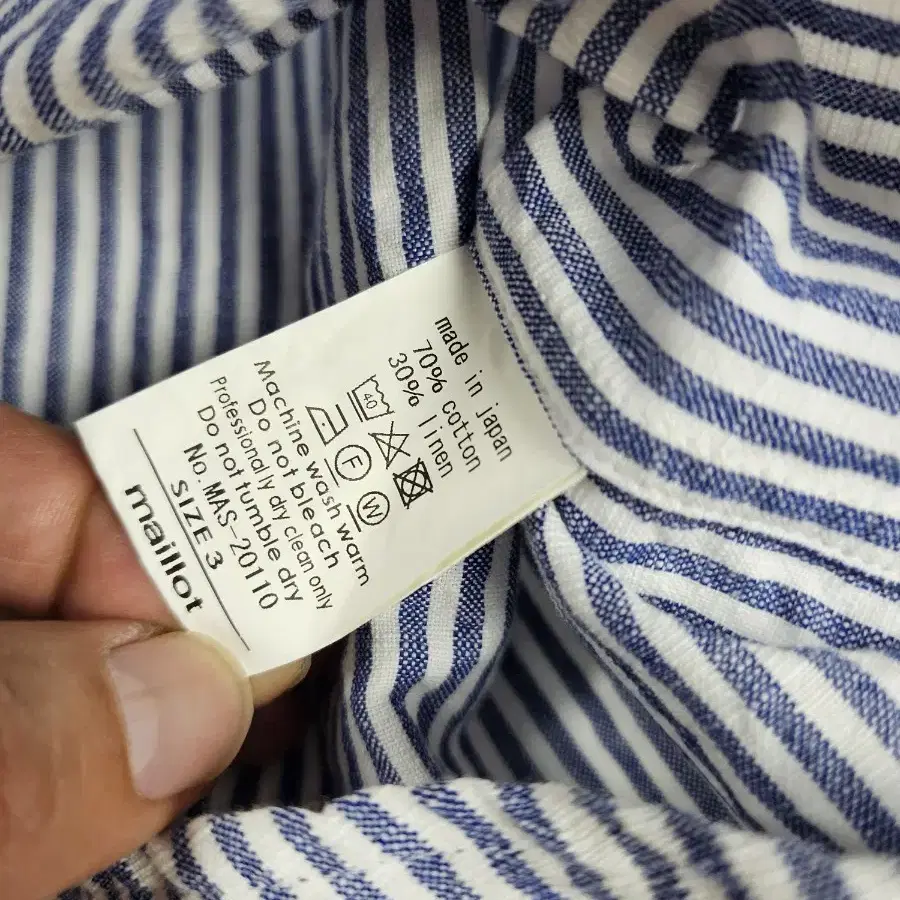 made in japan
70% cotton
30% linen
40
F
W
Machine wash warm
Do not bleach
Professionally dry clean only
Do not tumble dry
No. MAS-20110
SIZE 3
maillot